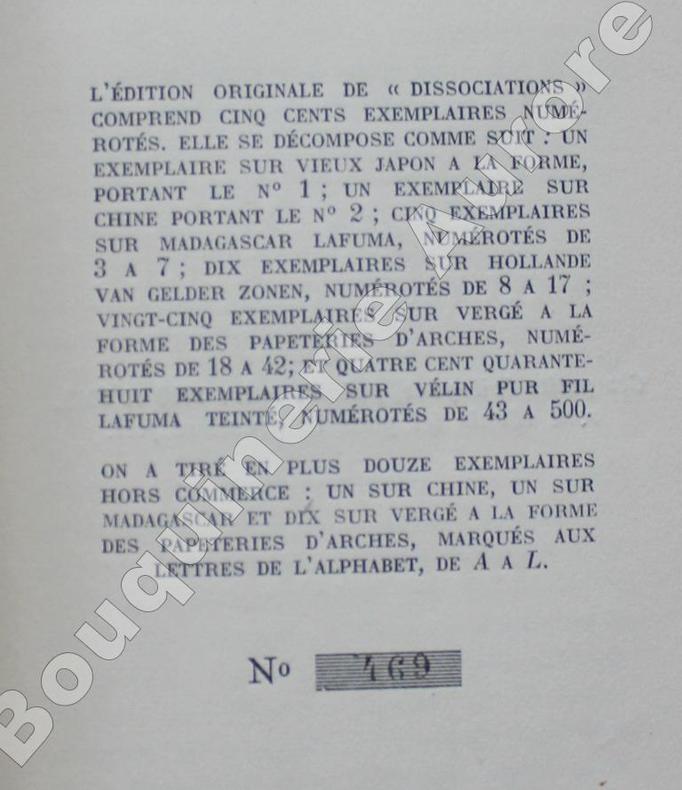 L'ÉDITION ORIGINALE DE « DISSOCIATIONS »
COMPREND CINQ CENTS EXEMPLAIRES NUMÉ-
ROTÉS. ELLE SE DÉCOMPOSE COMME SUIT : UN
EXEMPLAIRE SUR VIEUX JAPON A LA FORME,
PORTANT LE Nº 1 ; UN EXEMPLAIRE SUR
CHINE PORTANT LE Nº 2 ; CINQ EXEMPLAIRES
SUR MADAGASCAR LAFUMA, NUMÉROTÉS DE
3 A 7 ; DIX EXEMPLAIRES SUR HOLLANDE
VAN GELDER ZONEN, NUMÉROTÉS DE 8 A 17 ;
VINGT-CINQ EXEMPLAIRES SUR VERGÉ A LA
FORME DES PAPETERIES D'ARCHES, NUMÉ-
ROTÉS DE 18 A 42; ET QUATRE CENT QUARANTE-
HUIT EXEMPLAIRES SUR VÉLIN PUR FIL
LAFUMA TEINTÉ, NUMÉROTÉS DE 43 A 500.
ON A TIRÉ EN PLUS DOUZE EXEMPLAIRES
HORS COMMERCE : UN SUR CHINE, UN SUR
MADAGASCAR ET DIX SUR VERGÉ A LA FORME
DES PAPETERIES D'ARCHES, MARQUÉS AUX
LETTRES DE L'ALPHABET, DE A A L.
Nº 469
Bouquinerie Aurore